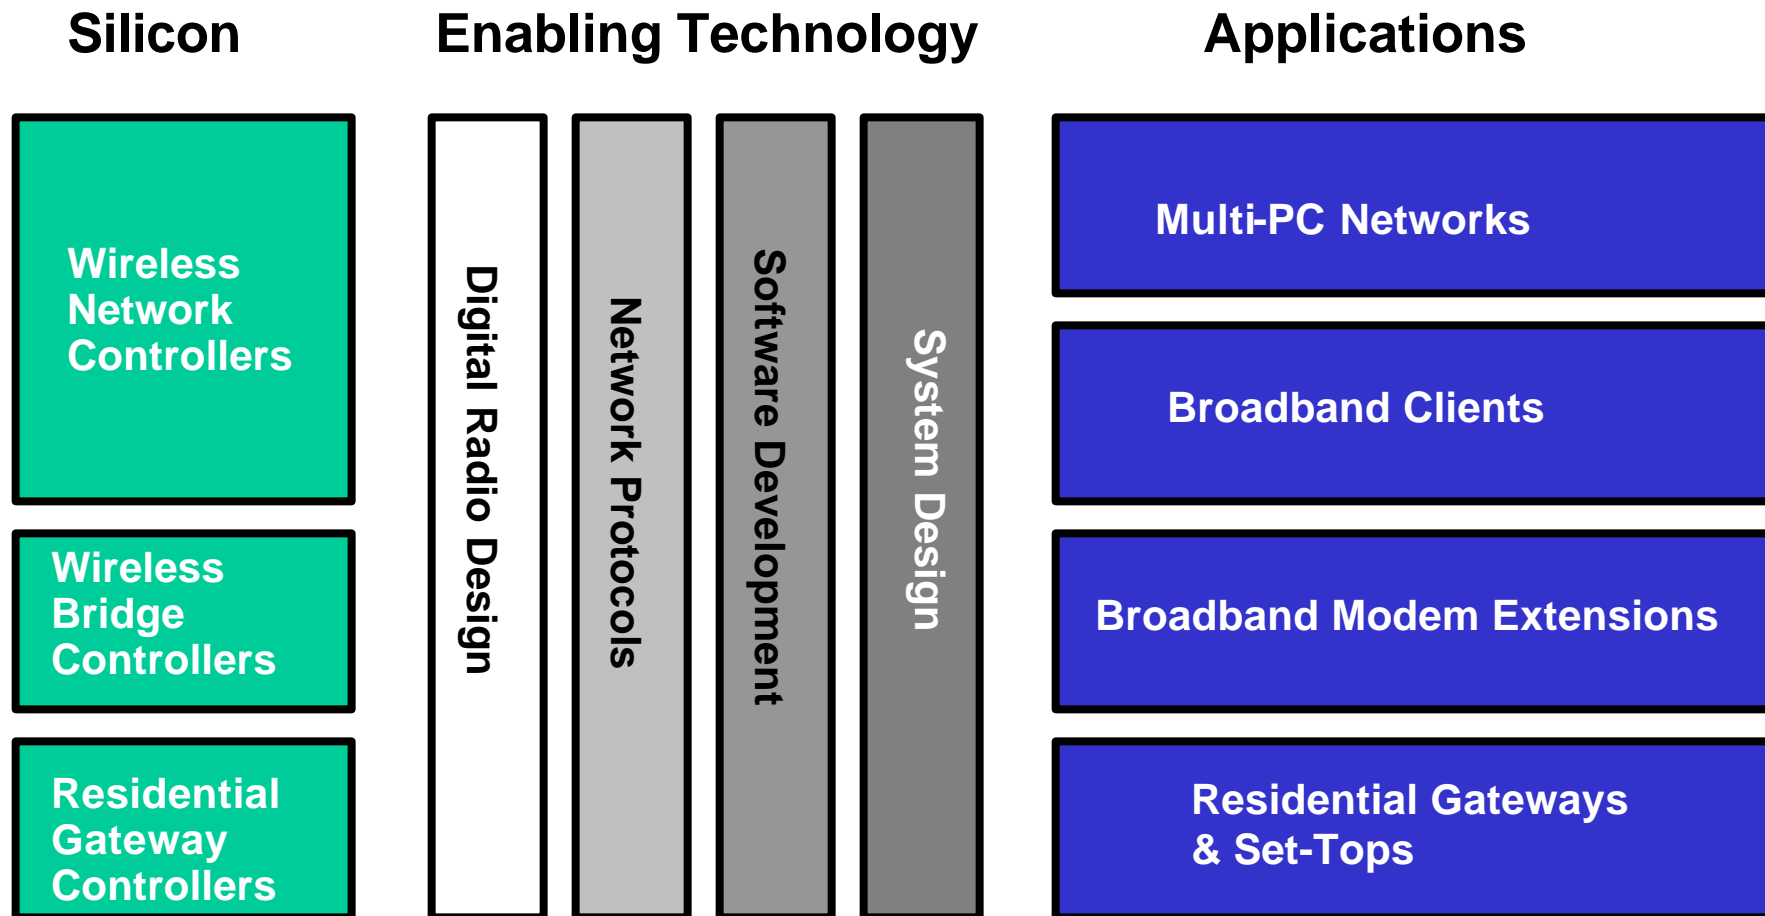 Silicon
Enabling Technology
Applications
Wireless
Network
Controllers
Wireless
Bridge
Controllers
Residential
Gateway
Controllers
Digital Radio Design
Network Protocols
Software Development
System Design
Multi-PC Networks
Broadband Clients
Broadband Modem Extensions
Residential Gateways
& Set-Tops